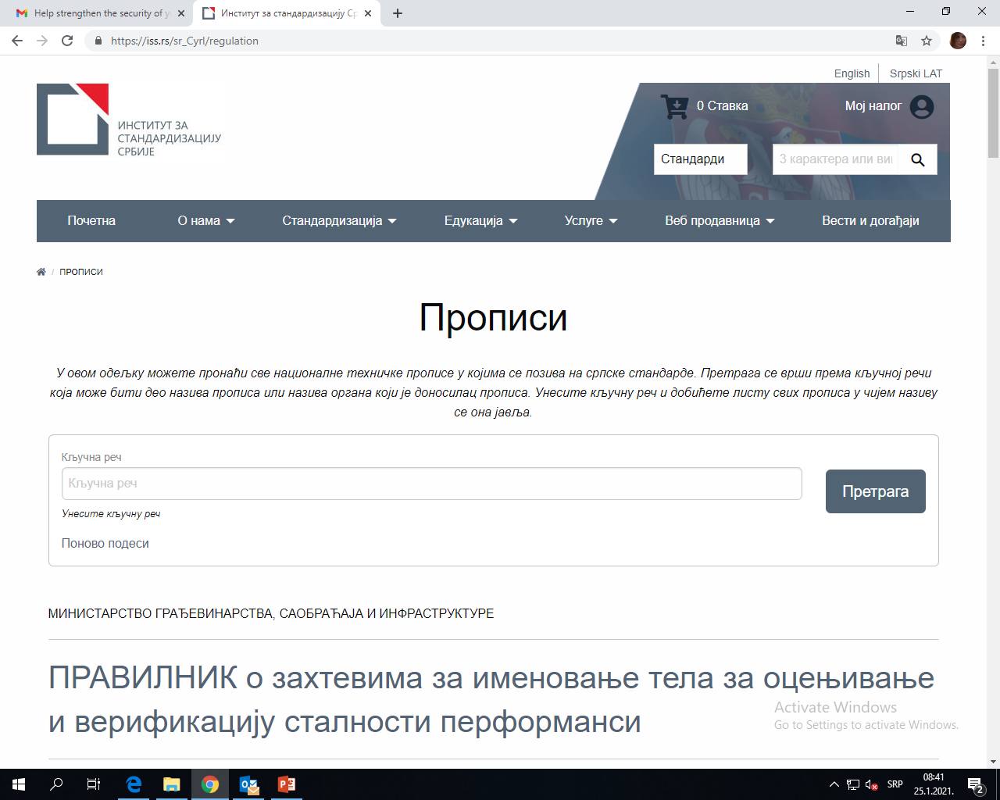 Help strengthen the security of y
Институт за стандардизацију Ср
https://iss.rs/sr_Cyrl/regulation
English
Srpski LAT
ИНСТИТУТ ЗА
СТАНДАРДИЗАЦИЈУ
СРБИЈЕ
0 Ставка
Мој налог
Стандарди
3 карактера или ви
Почетна
О нама
Стандардизација
Едукација
Услуге
Веб продавница
Вести и догађаји
/ ПРОПИСИ
Прописи
У овом одељку можете пронаћи све националне техничке прописе у којима се позива на српске стандарде. Претрага се врши према кључној речи
која може бити део назива прописа или назива органа који је доносилац прописа. Унесите кључну реч и добићете листу свих прописа у чијем називу
се она јавља.
Кључна реч
Кључна реч
Претрага
Унесите кључну реч
Поново подеси
МИНИСТАРСТВО ГРАЂЕВИНАРСТВА, САОБРАЋАЈА И ИНФРАСТРУКТУРЕ
ПРАВИЛНИК о захтевима за именовање тела за оцењивање
и верификацију сталности перформанси
Activate Windows
Go to Settings to activate Windows.
SRP
08:41
25.1.2021.
2